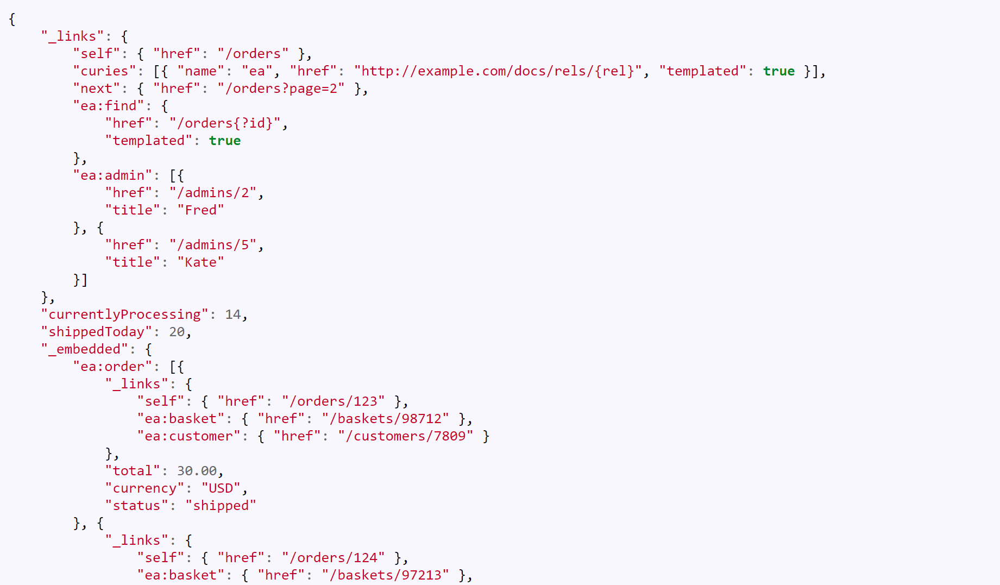 {
    "_links": {
        "self": { "href": "/orders" },
        "curies": [{ "name": "ea", "href": "http://example.com/docs/rels/{rel}", "templated": true }],
        "next": { "href": "/orders?page=2" },
        "ea:find": {
            "href": "/orders{?id}",
            "templated": true
        },
        "ea:admin": [{
            "href": "/admins/2",
            "title": "Fred"
        }, {
            "href": "/admins/5",
            "title": "Kate"
        }]
    },
    "currentlyProcessing": 14,
    "shippedToday": 20,
    "_embedded": {
        "ea:order": [{
            "_links": {
                "self": { "href": "/orders/123" },
                "ea:basket": { "href": "/baskets/98712" },
                "ea:customer": { "href": "/customers/7809" }
            },
            "total": 30.00,
            "currency": "USD",
            "status": "shipped"
        }, {
            "_links": {
                "self": { "href": "/orders/124" },
                "ea:basket": { "href": "/baskets/97213" },